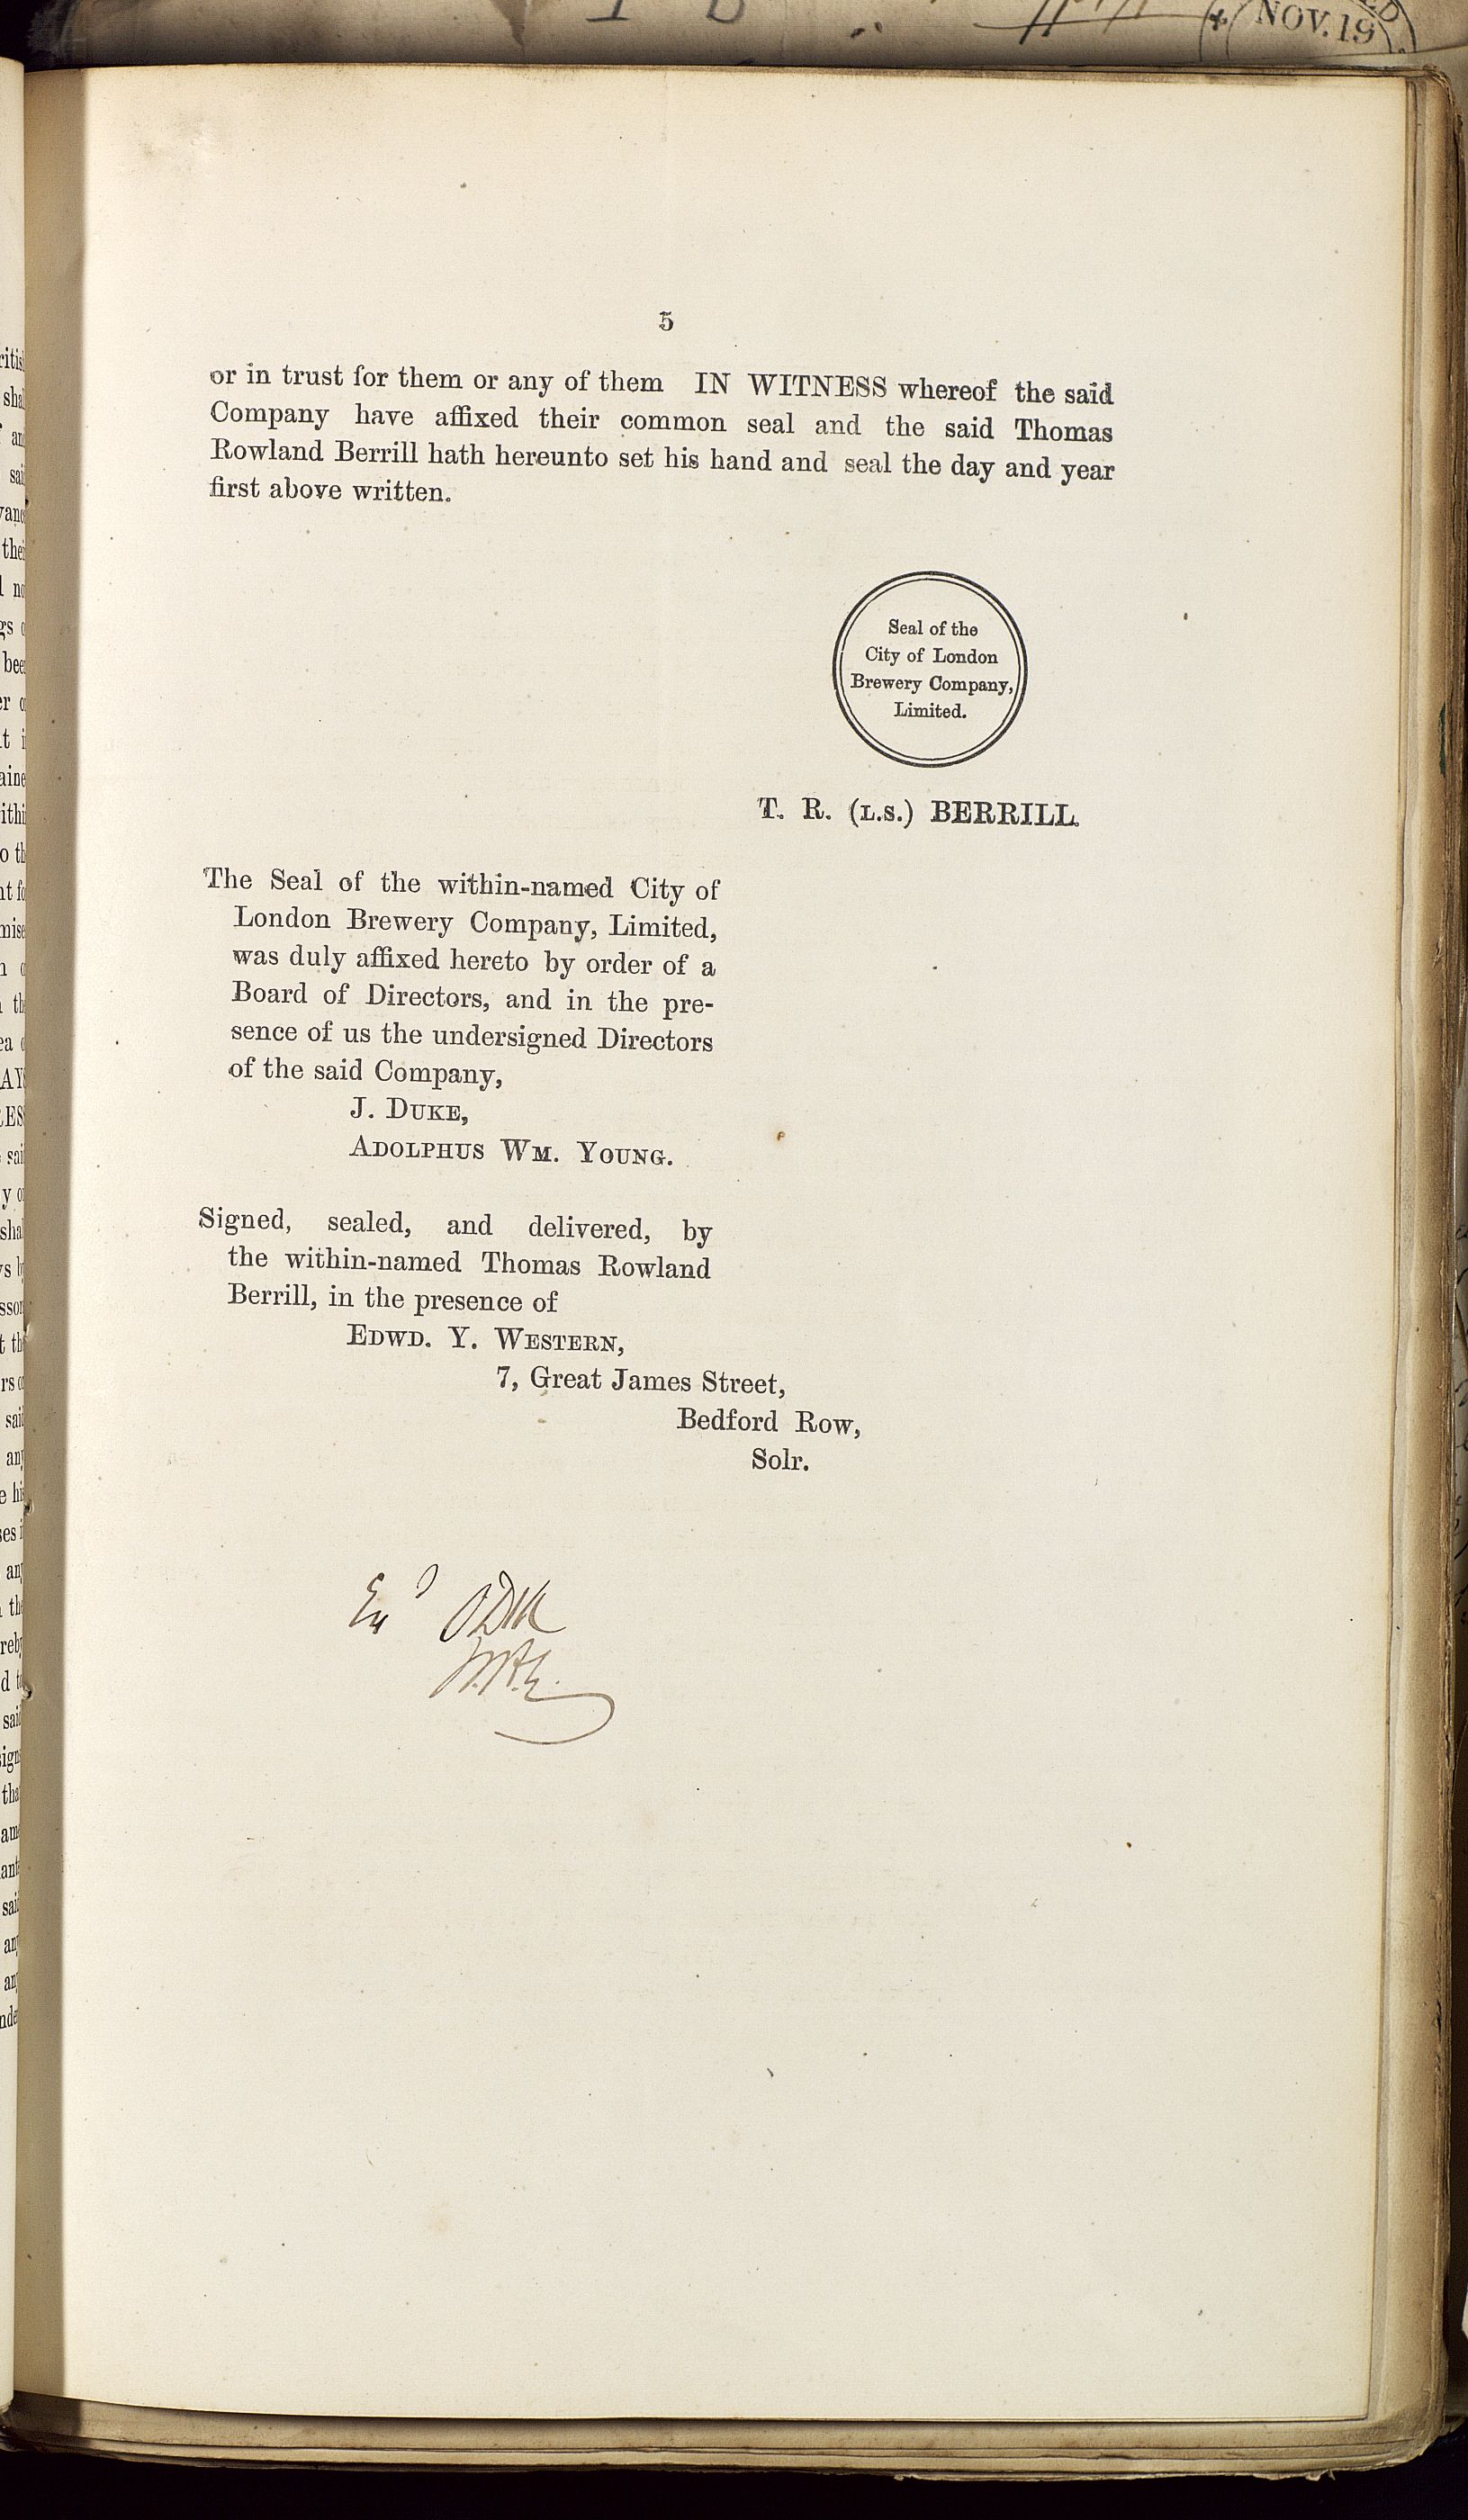 NOV. 19
5
or in trust for them or any of them IN WITNESS whereof the said
Company have affixed their common seal and the said Thomas
Rowland Berrill hath hereunto set his hand and seal the day and year
first above written.
Seal of the
City of London
Brewery Company,
Limited.
T. R. (L.S.) BERRILL.
The Seal of the within-named City of
London Brewery Company, Limited,
was duly affixed hereto by order of a
Board of Directors, and in the pre-
sence of us the undersigned Directors
of the said Company,
J. DUKE,
ADOLPHUS WM. YOUNG.
Signed, sealed, and delivered, by
the within-named Thomas Rowland
Berrill, in the presence of
EDWD. Y. WESTERN,
7, Great James Street,
Bedford Row,
Solr.